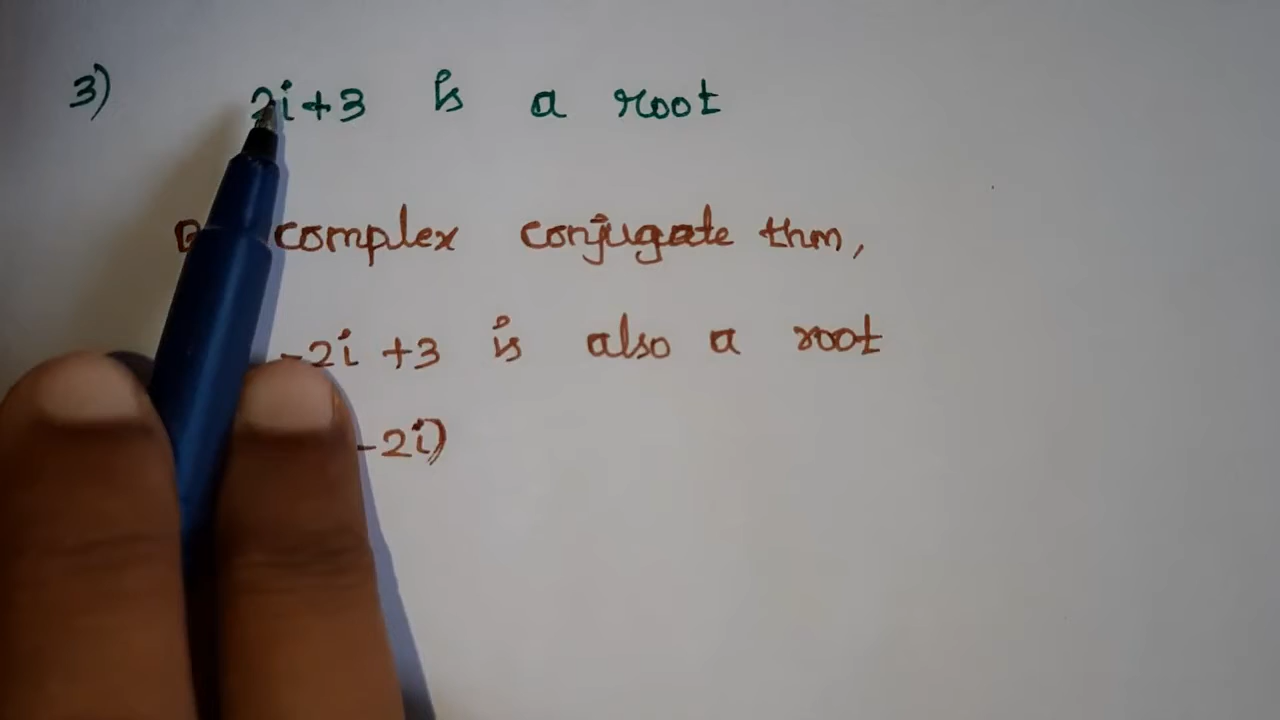 3) 2i+3 is a root
complex conjugate thm,
-2i +3 is also a root
-2i)